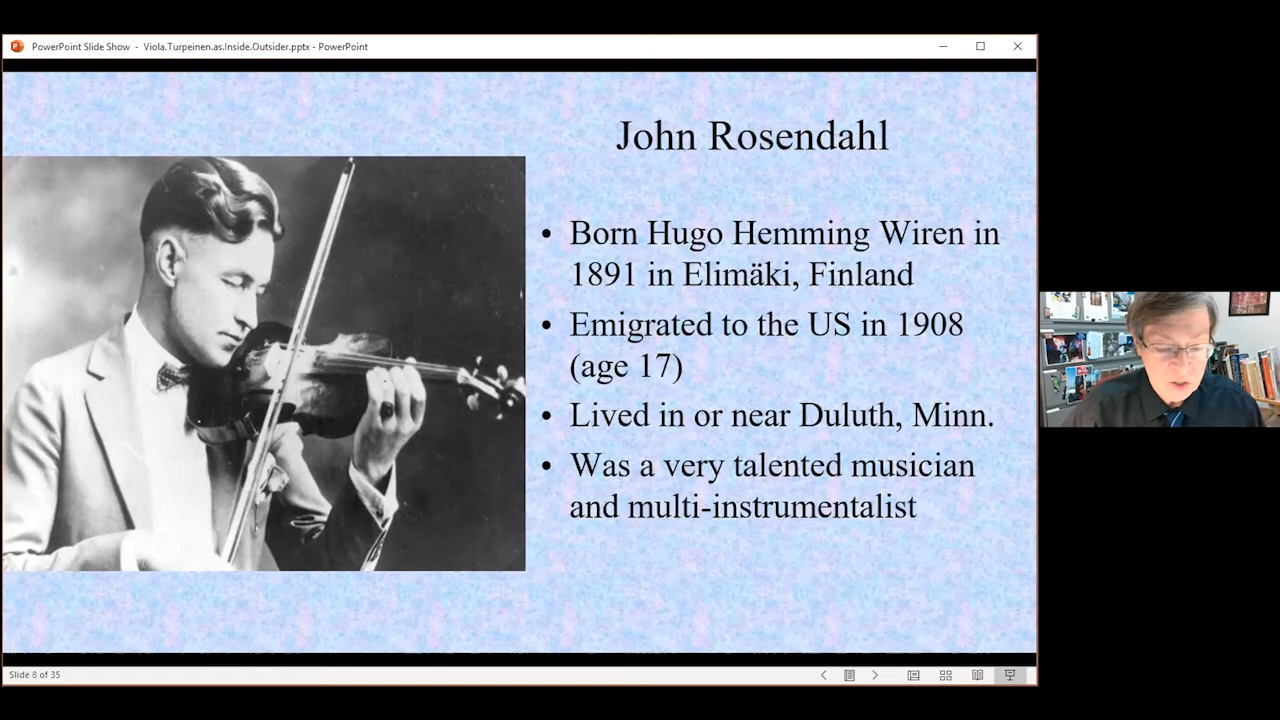 PowerPoint Slide Show - Viola.Turpeinen.as.Inside.Outsider.pptx - PowerPoint
John Rosendahl
• Born Hugo Hemming Wiren in
1891 in Elimäki, Finland
• Emigrated to the US in 1908
(age 17)
• Lived in or near Duluth, Minn.
• Was a very talented musician
and multi-instrumentalist
Slide 8 of 35